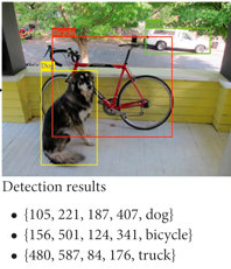 Dog
Detection results
• {105, 221, 187, 407, dog}
• {156, 501, 124, 341, bicycle}
• {480, 587, 84, 176, truck}